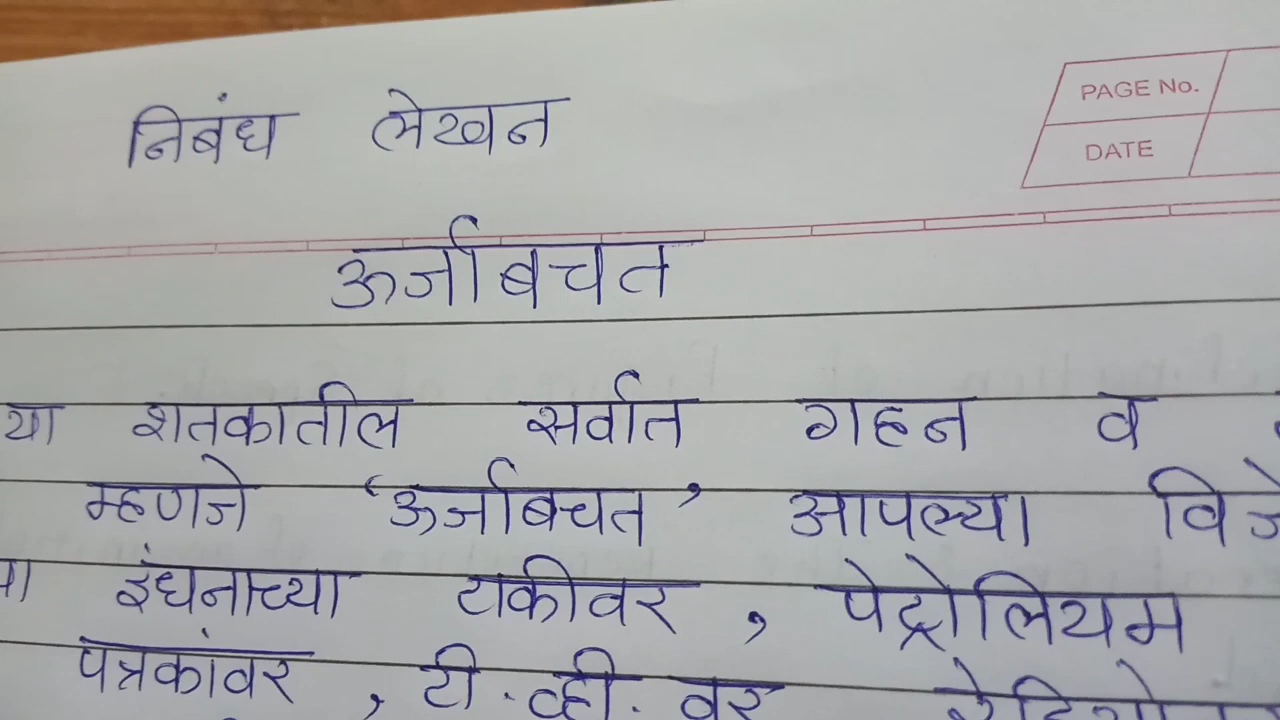 निबंध लेखन
PAGE No.
DATE
ऊर्जाबचत
या शतकातील सर्वात गहन व
म्हणजे ‘ऊर्जाबचत’ आपल्या
इंधनाच्या टाकीवर, पेट्रोलियम
पत्रकांवर, टी.व्ही. वर